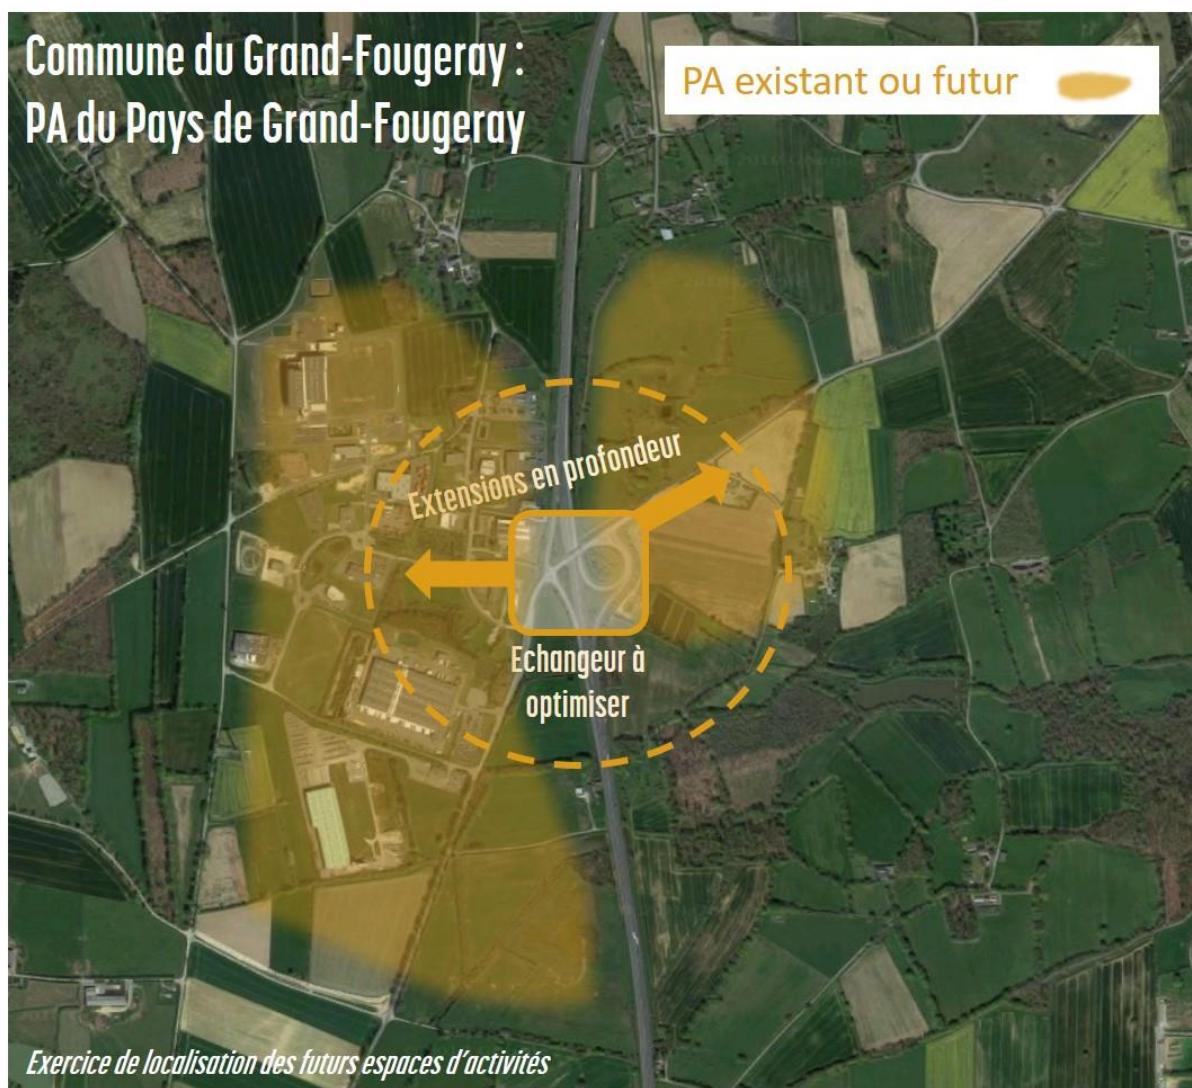 Commune du Grand-Fougeray :
PA du Pays de Grand-Fougeray
PA existant ou futur
Extensions en profondeur
Echangeur à
optimiser
Exercice de localisation des futurs espaces d'activités